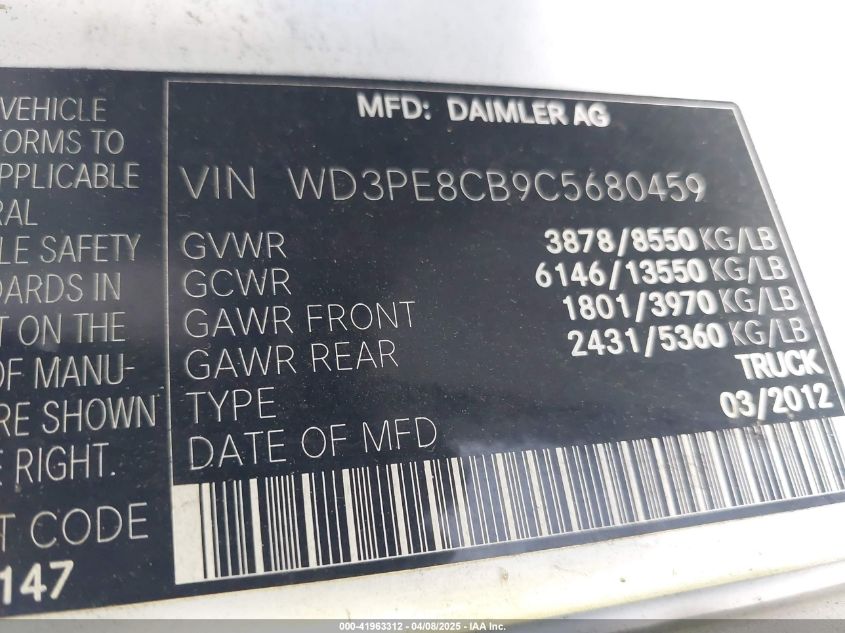 VEHICLE
FORMS TO
APPLICABLE
RAL
LE SAFETY
DARDS IN
T ON THE
OF MANU-
RE SHOWN
E RIGHT.
T CODE
147
MFD: DAIMLER AG
VIN WD3PE8CB9C5680459
GVWR 3878/8550 KG/LB
GCWR 6146/13550 KG/LB
GAWR FRONT 1801/3970 KG/LB
GAWR REAR 2431/5360 KG/LB
TYPE TRUCK
DATE OF MFD 03/2012
000-41963312 - 04/08/2025 - IAA Inc.